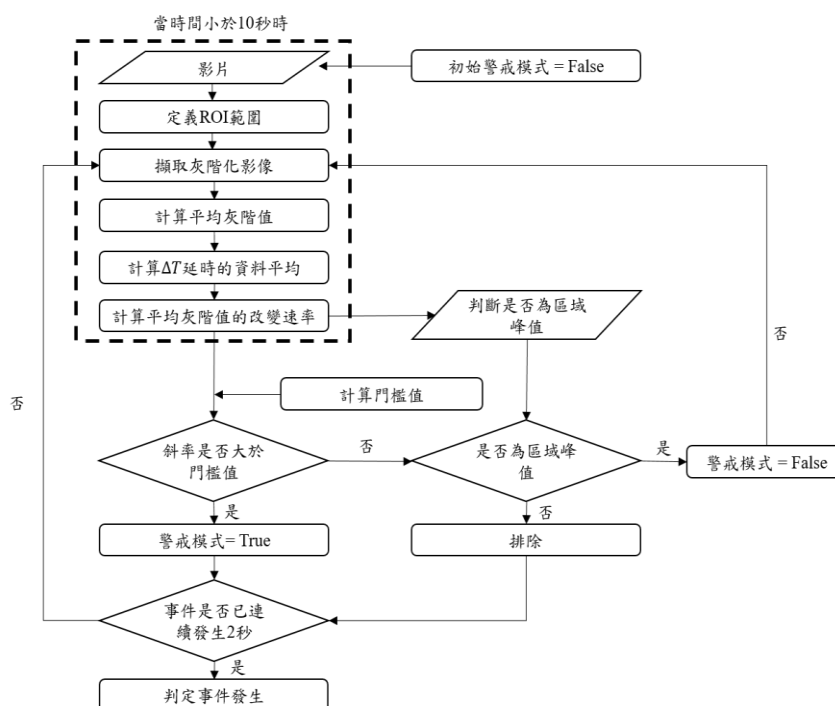 當時間小於10秒時
影片
初始警戒模式 = False
定義ROI範圍
擷取灰階化影像
計算平均灰階值
計算ΔT延時的資料平均
計算平均灰階值的改變速率
判斷是否為區域
峰值
否
計算門檻值
否
斜率是否大於
門檻值
否
是否為區域峰
值
是
警戒模式 = False
是
否
警戒模式= True
排除
事件是否已連
續發生2秒
是
判定事件發生